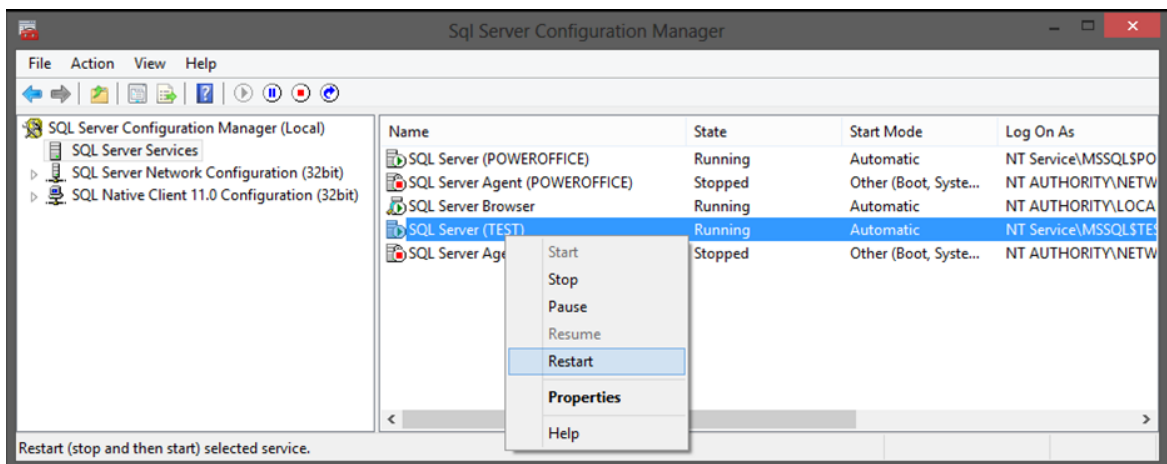 Sql Server Configuration Manager
File Action View Help
SQL Server Configuration Manager (Local)
SQL Server Services
SQL Server Network Configuration (32bit)
SQL Native Client 11.0 Configuration (32bit)
Name State Start Mode Log On As
SQL Server (POWEROFFICE) Running Automatic NT Service\MSSQL$PO
SQL Server Agent (POWEROFFICE) Stopped Other (Boot, Syste... NT AUTHORITY\NETW
SQL Server Browser Running Automatic NT AUTHORITY\LOCA
SQL Server (TEST) Running Automatic NT Service\MSSQL$TES
SQL Server Age Stopped Other (Boot, Syste... NT AUTHORITY\NETW
Start
Stop
Pause
Resume
Restart
Properties
Help
Restart (stop and then start) selected service.